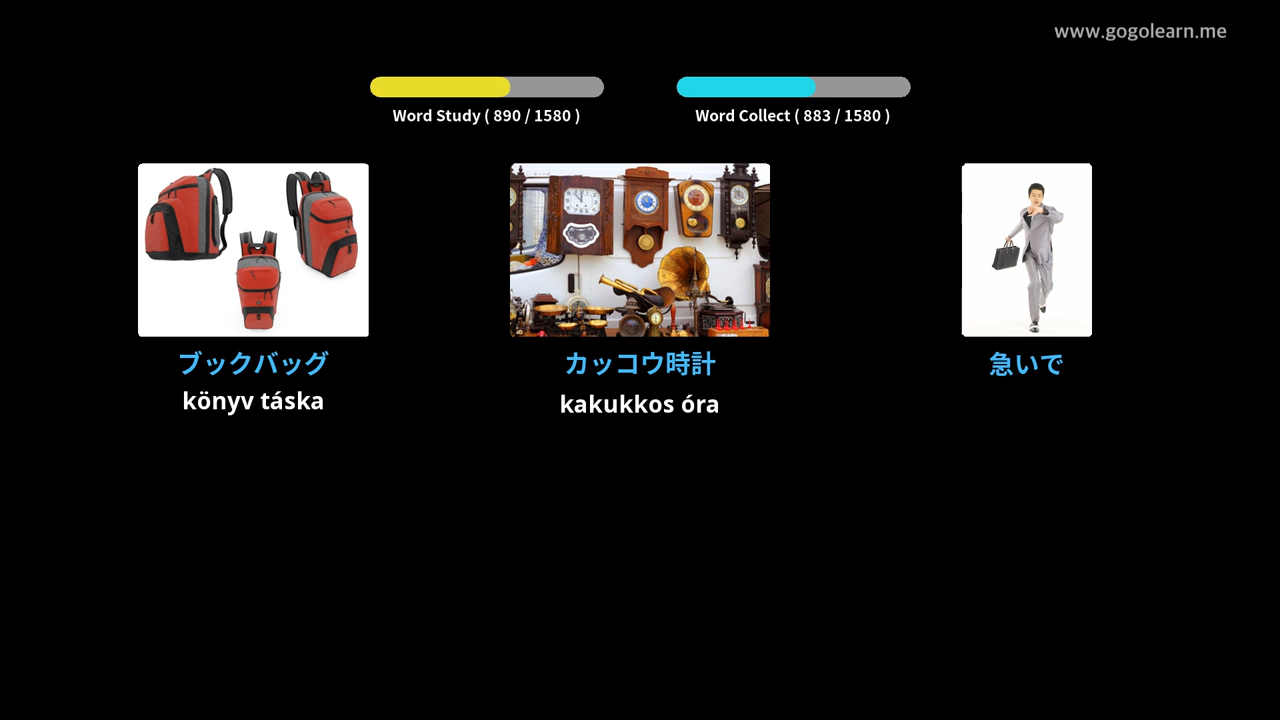 www.gogolearn.me
Word Study ( 890 / 1580 )
Word Collect ( 883 / 1580 )
ブックバッグ
könyv táska
カッコウ時計
kakukkos óra
急いで